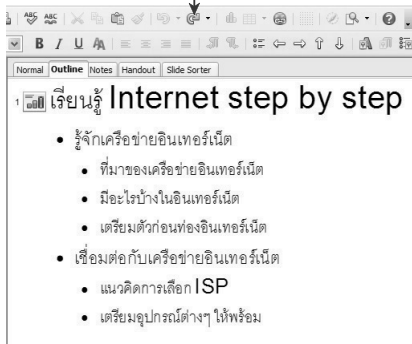 ABC ABC
B I U A
Normal Outline Notes Handout Slide Sorter
1 เรียนรู้ Internet step by step
• รู้จักเครือข่ายอินเทอร์เน็ต
• ที่มาของเครือข่ายอินเทอร์เน็ต
• มีอะไรบ้างในอินเทอร์เน็ต
• เตรียมตัวก่อนท่องอินเทอร์เน็ต
• เชื่อมต่อกับเครือข่ายอินเทอร์เน็ต
• แนวคิดการเลือก ISP
• เตรียมอุปกรณ์ต่างๆ ให้พร้อม